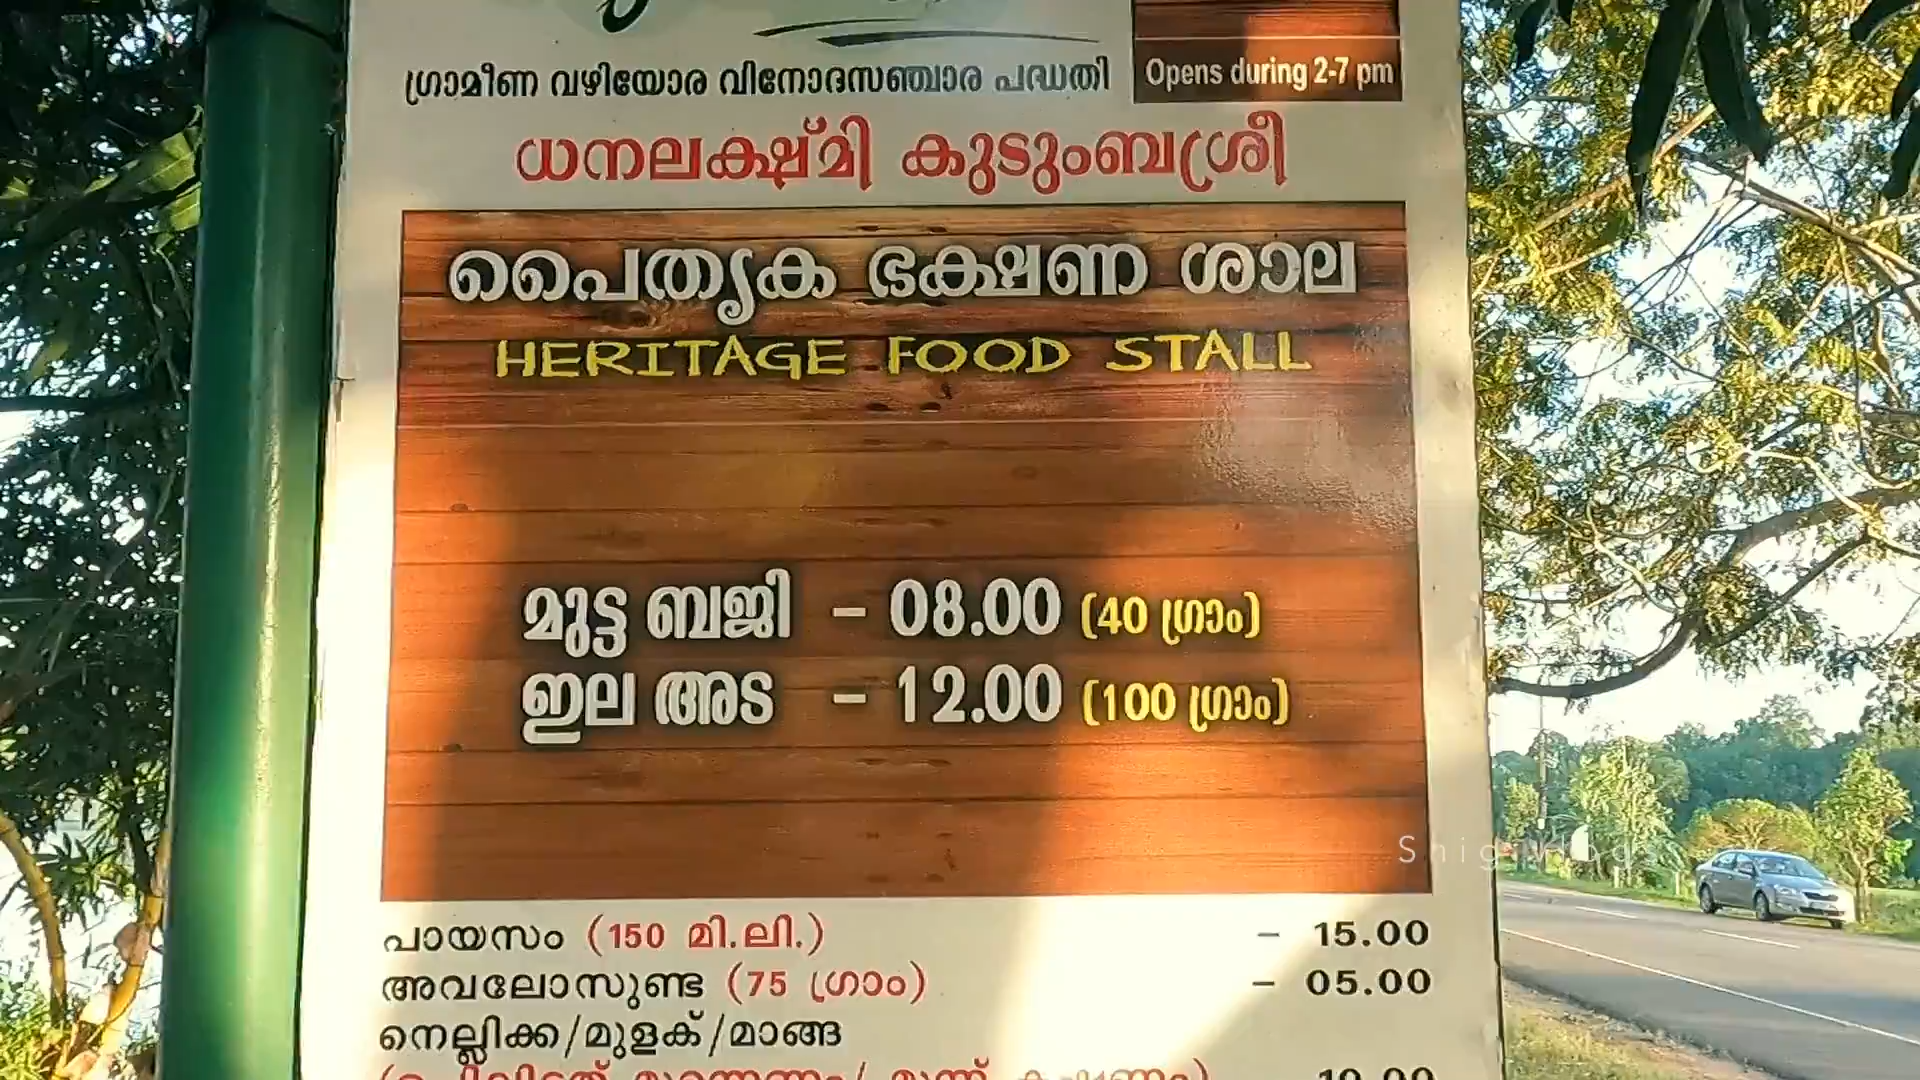 ഗ്രാമീണ വഴിയോര വിനോദസഞ്ചാര പദ്ധതി
Opens during 2-7 pm
ധനലക്ഷ്മി കുടുംബശ്രീ
പൈതൃക ഭക്ഷണ ശാല
HERITAGE FOOD STALL
മുട്ട ബജി - 08.00 (40 ഗ്രാം)
ഇല അട - 12.00 (100 ഗ്രാം)
പായസം (150 മി.ലി.) - 15.00
അവലോസുണ്ട (75 ഗ്രാം) - 05.00
നെല്ലിക്ക/മുളക്/മാങ്ങ